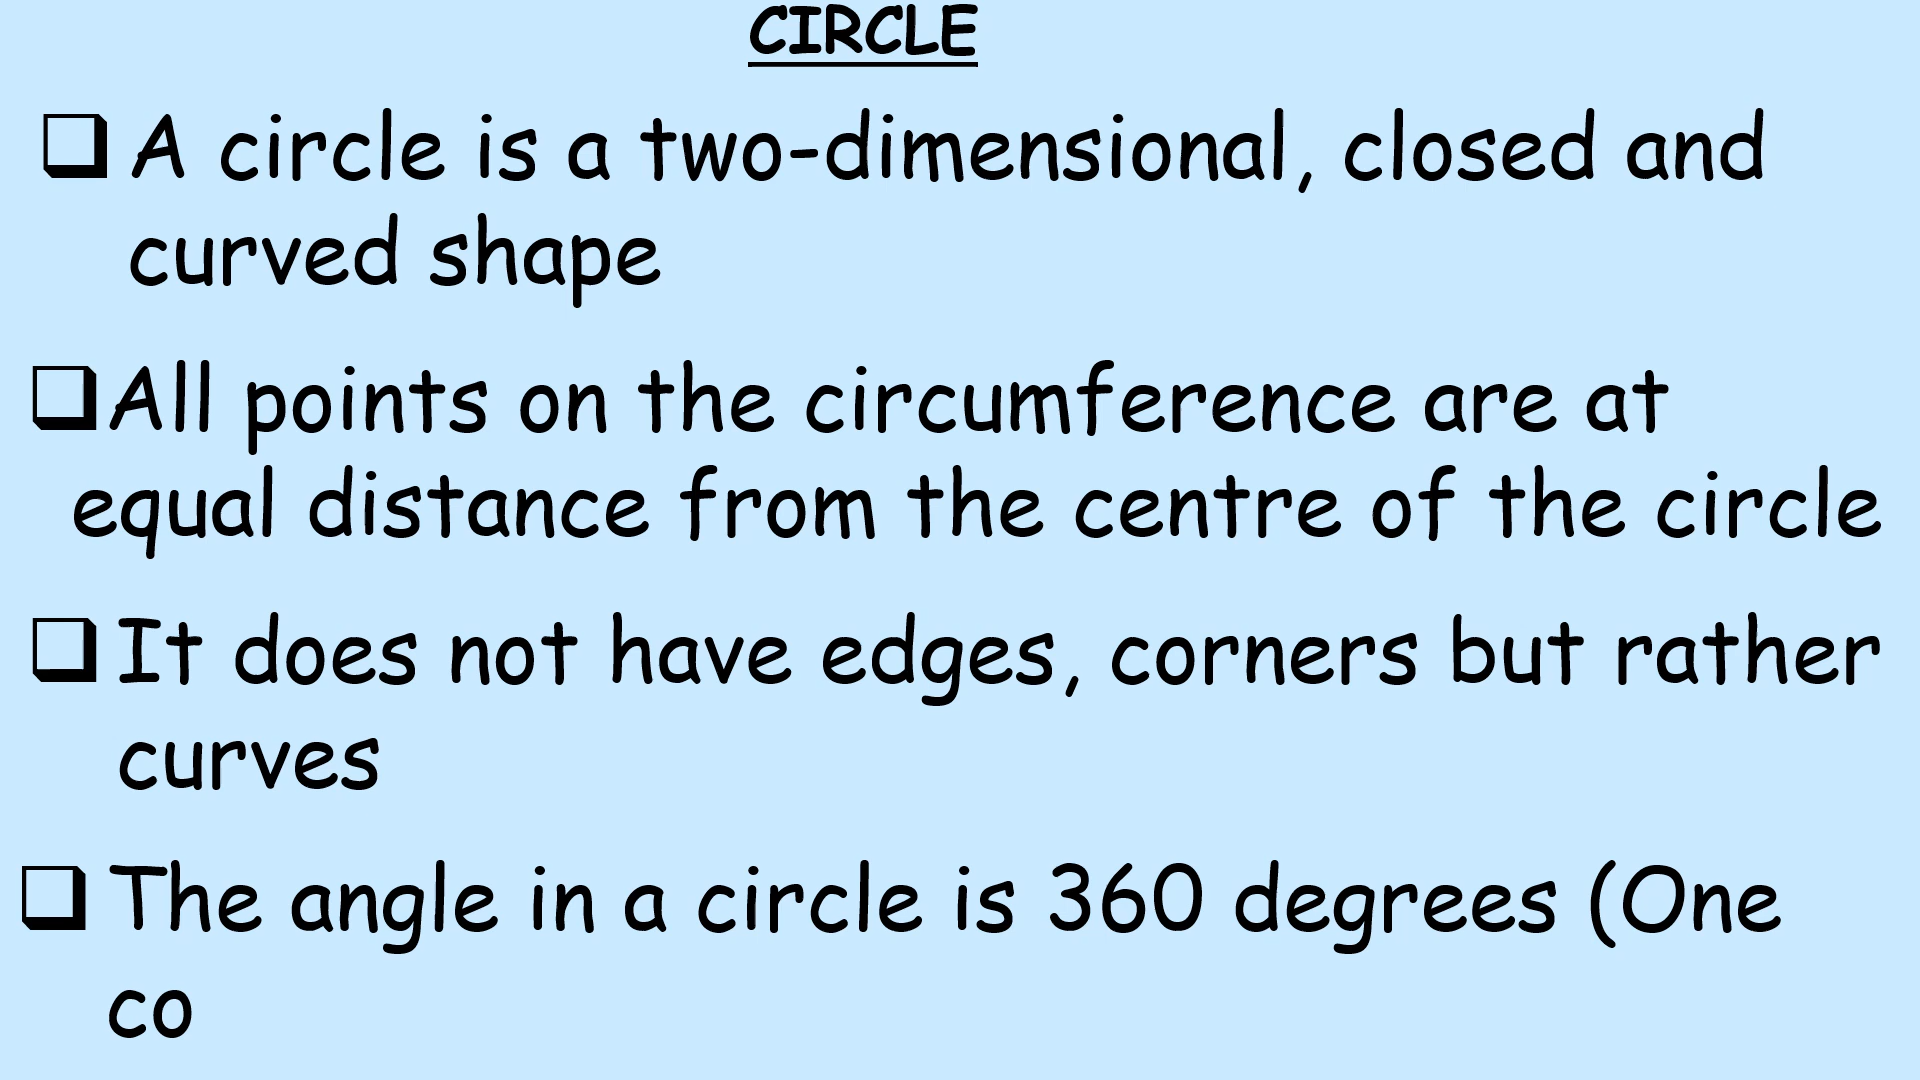 CIRCLE
❑ A circle is a two-dimensional, closed and
curved shape
❑ All points on the circumference are at
equal distance from the centre of the circle
❑ It does not have edges, corners but rather
curves
❑ The angle in a circle is 360 degrees (One
co